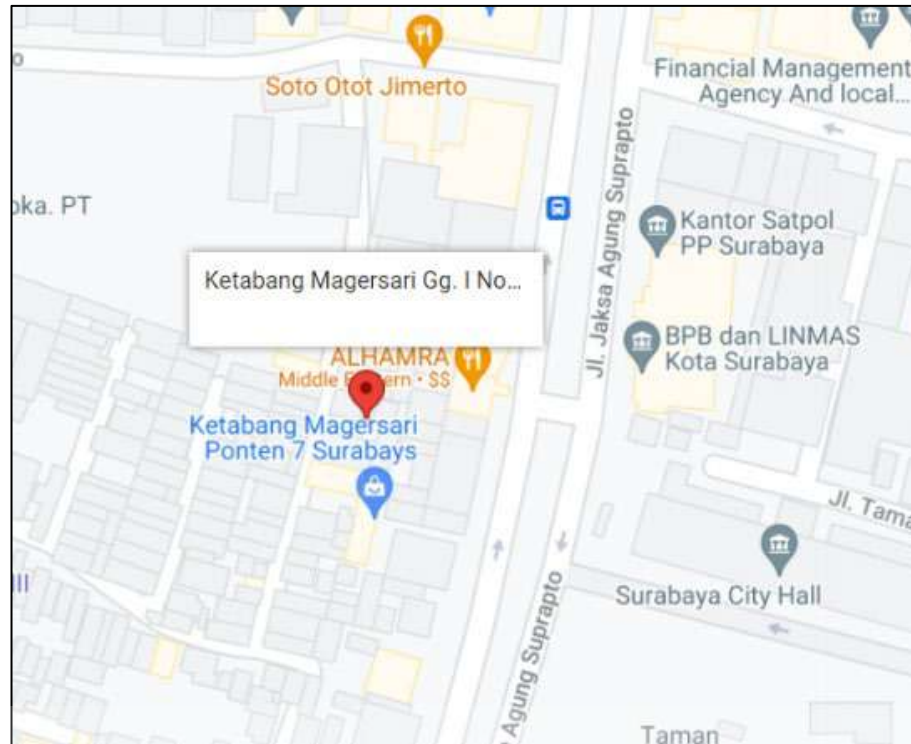 Soto Otot Jimerto
Financial Management
Agency And local...
oka. PT
Jl. Jaksa Agung Suprapto
Kantor Satpol
PP Surabaya
Ketabang Magersari Gg. I No...
BPB dan LINMAS
Kota Surabaya
ALHAMRA
Middle ern • $$
Ketabang Magersari
Ponten 7 Surabays
Jl. Tama
III
Surabaya City Hall
Agung Suprapto
Taman